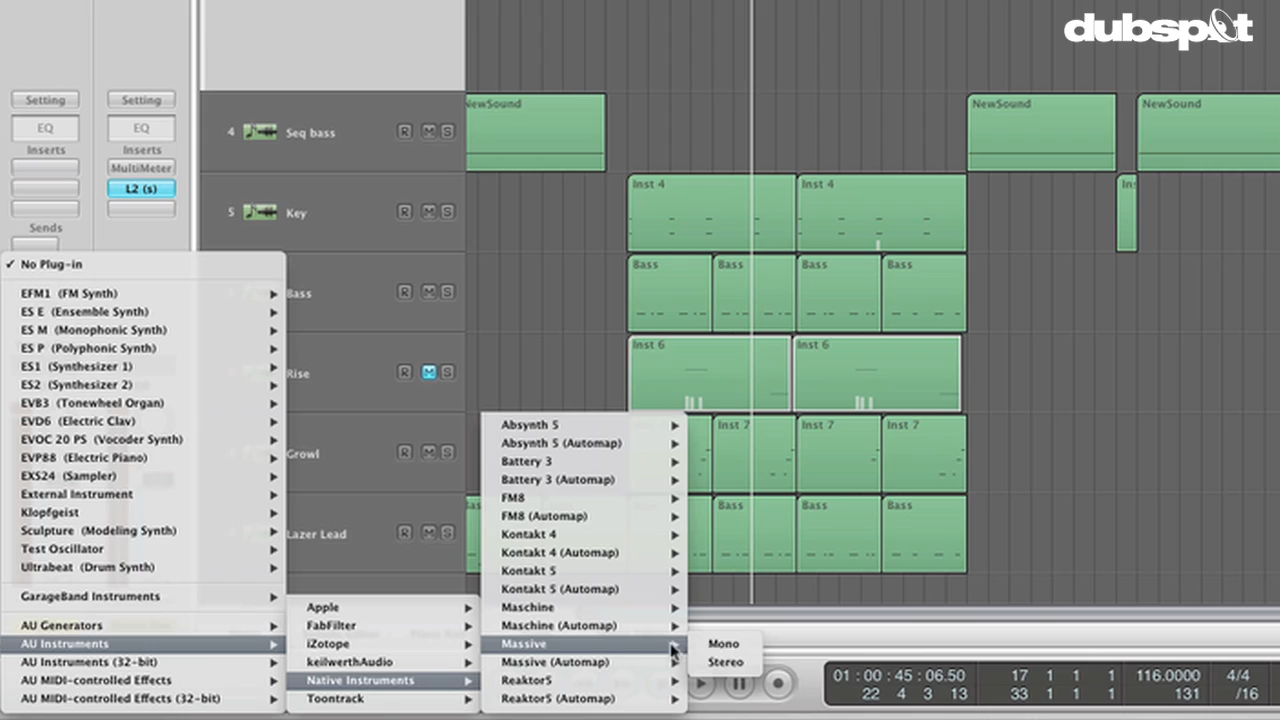 dubspot
Setting
Setting
EQ
EQ
Inserts
Inserts
MultiMeter
L2 (s)
Sends
4
Seq bass
R M S
NewSound
NewSound
NewSound
5
Key
R M S
Inst 4
Inst 4
Ins
Bass
R M S
Bass
Bass
Bass
Bass
Rise
R M S
Inst 6
Inst 6
Growl
R M S
Inst 7
Inst 7
Inst 7
Lazer Lead
R M S
Bass
Bass
Bass
✓ No Plug-in
EFM1 (FM Synth)
ES E (Ensemble Synth)
ES M (Monophonic Synth)
ES P (Polyphonic Synth)
ES1 (Synthesizer 1)
ES2 (Synthesizer 2)
EVB3 (Tonewheel Organ)
EVD6 (Electric Clav)
EVOC 20 PS (Vocoder Synth)
EVP88 (Electric Piano)
EXS24 (Sampler)
External Instrument
Klopfgeist
Sculpture (Modeling Synth)
Test Oscillator
Ultrabeat (Drum Synth)
GarageBand Instruments
AU Generators
AU Instruments
AU Instruments (32-bit)
AU MIDI-controlled Effects
AU MIDI-controlled Effects (32-bit)
Apple
FabFilter
iZotope
keilwerthAudio
Native Instruments
Toontrack
Absynth 5
Absynth 5 (Automap)
Battery 3
Battery 3 (Automap)
FM8
FM8 (Automap)
Kontakt 4
Kontakt 4 (Automap)
Kontakt 5
Kontakt 5 (Automap)
Maschine
Maschine (Automap)
Massive
Massive (Automap)
Reaktor5
Reaktor5 (Automap)
Mono
Stereo
01 : 00 : 45 : 06.50 17 1 1 1 116.0000 4/4
22 4 3 13 33 1 1 1 131 /16